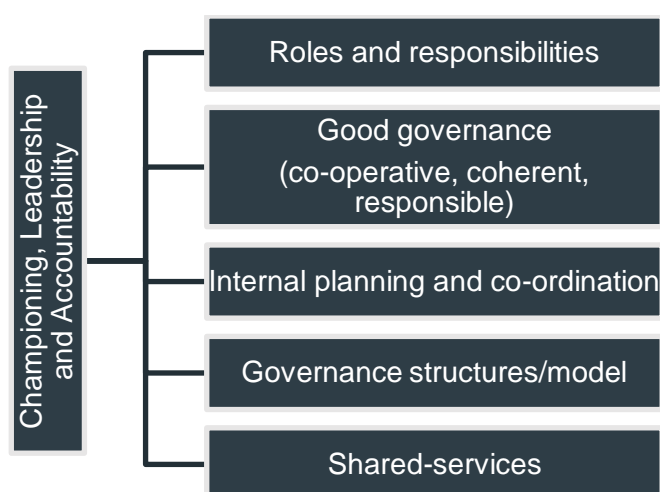 Championing, Leadership
and Accountability
Roles and responsibilities
Good governance
(co-operative, coherent,
responsible)
Internal planning and co-ordination
Governance structures/model
Shared-services